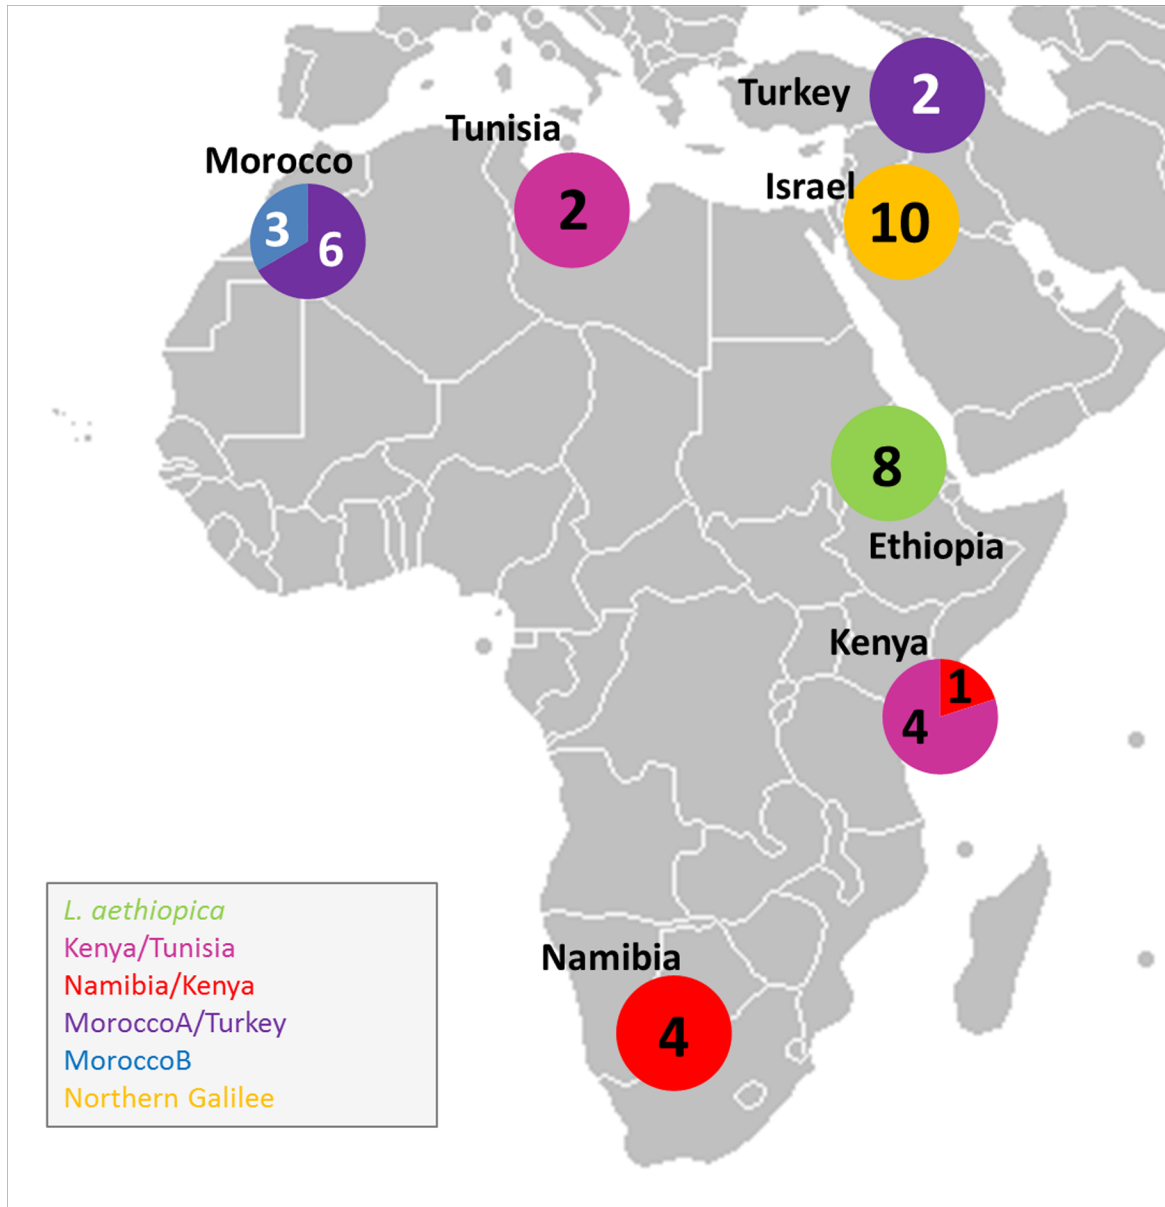 Turkey
2
Tunisia
2
Morocco
3
6
Israel
10
8
Ethiopia
Kenya
1
4
Namibia
4
L. aethiopica
Kenya/Tunisia
Namibia/Kenya
MoroccoA/Turkey
MoroccoB
Northern Galilee